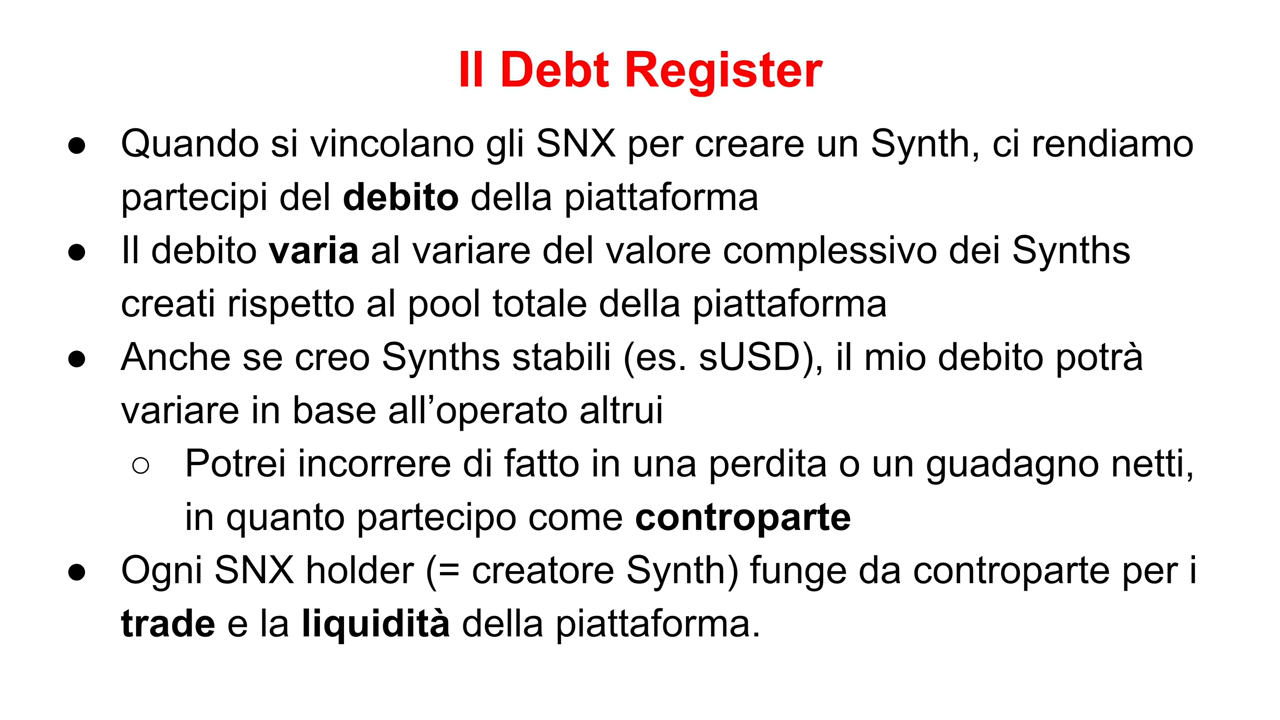 Il Debt Register
● Quando si vincolano gli SNX per creare un Synth, ci rendiamo
partecipi del debito della piattaforma
● Il debito varia al variare del valore complessivo dei Synths
creati rispetto al pool totale della piattaforma
● Anche se creo Synths stabili (es. sUSD), il mio debito potrà
variare in base all’operato altrui
○ Potrei incorrere di fatto in una perdita o un guadagno netti,
in quanto partecipo come controparte
● Ogni SNX holder (= creatore Synth) funge da controparte per i
trade e la liquidità della piattaforma.